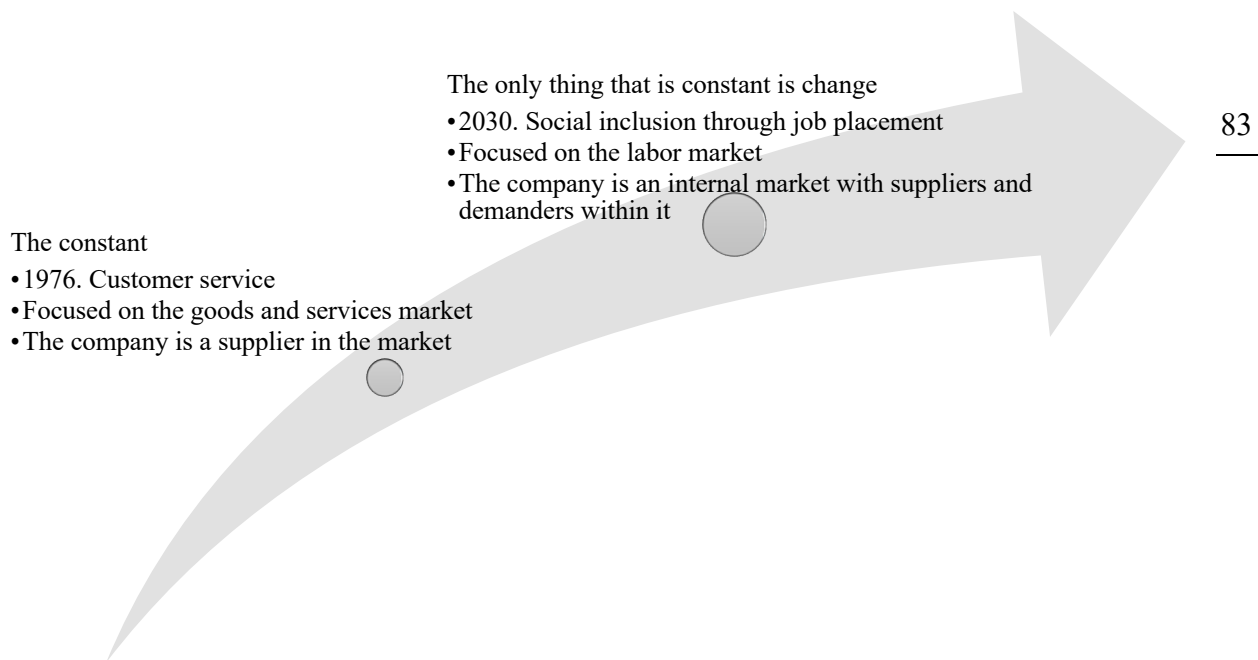 The only thing that is constant is change
•2030. Social inclusion through job placement
•Focused on the labor market
•The company is an internal market with suppliers and
demanders within it
83
The constant
•1976. Customer service
•Focused on the goods and services market
•The company is a supplier in the market